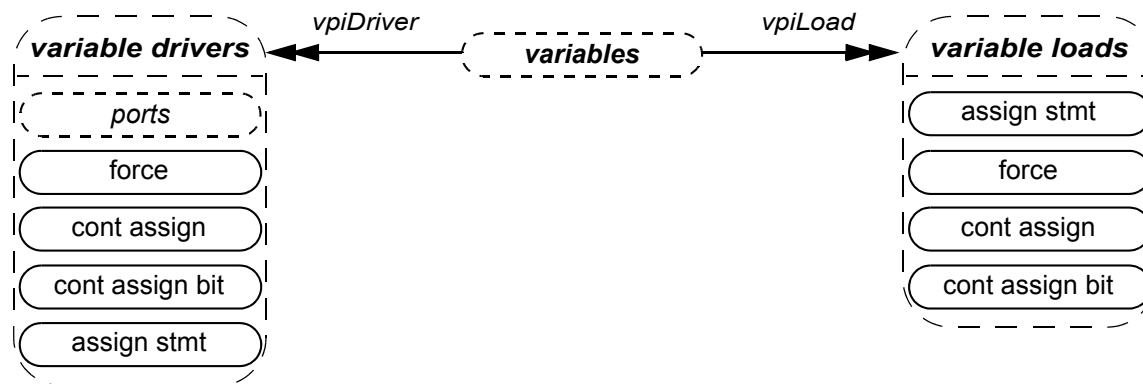 variable drivers
ports
force
cont assign
cont assign bit
assign stmt
vpiDriver
variables
vpiLoad
variable loads
assign stmt
force
cont assign
cont assign bit